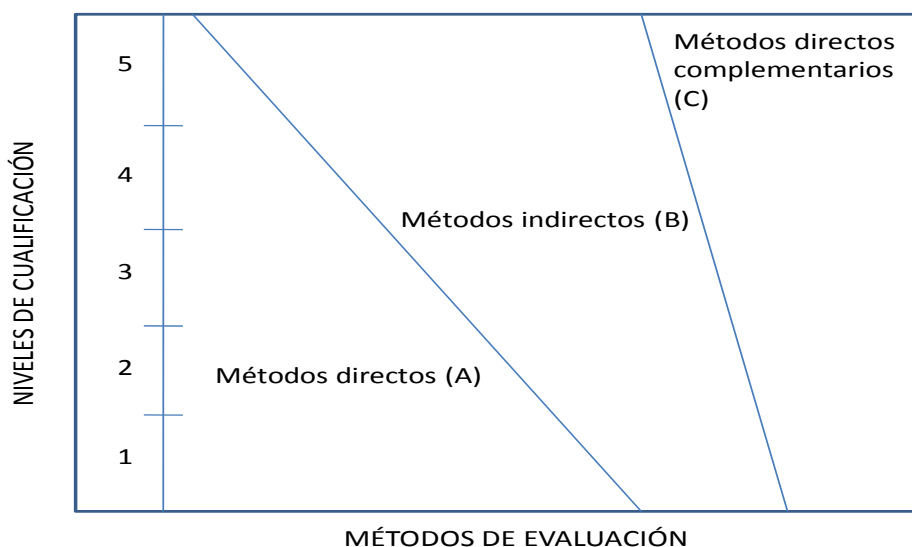 NIVELES DE CUALIFICACIÓN
5
4
3
2
1
Métodos directos
complementarios
(C)
Métodos indirectos (B)
Métodos directos (A)
MÉTODOS DE EVALUACIÓN